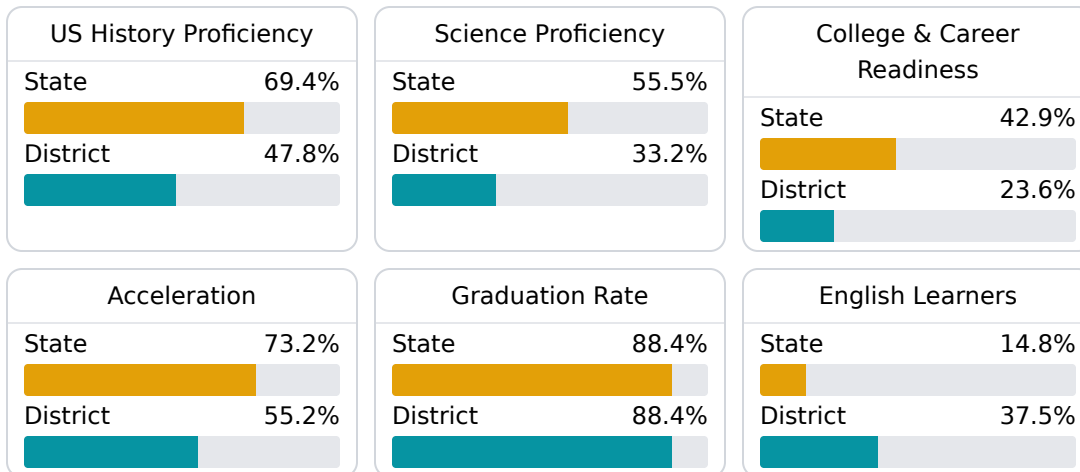 US History Proficiency
State 69.4%
District 47.8%
Science Proficiency
State 55.5%
District 33.2%
College & Career
Readiness
State 42.9%
District 23.6%
Acceleration
State 73.2%
District 55.2%
Graduation Rate
State 88.4%
District 88.4%
English Learners
State 14.8%
District 37.5%